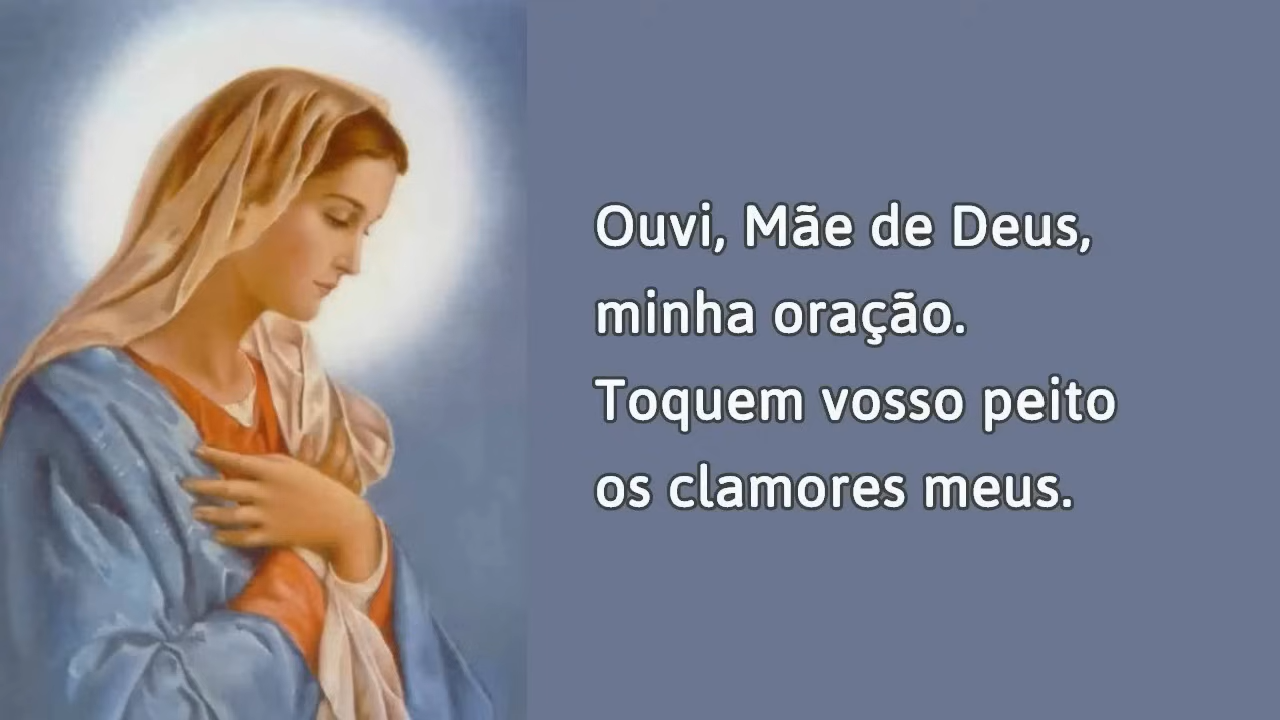 Ouvi, Mãe de Deus,
minha oração.
Toquem vosso peito
os clamores meus.